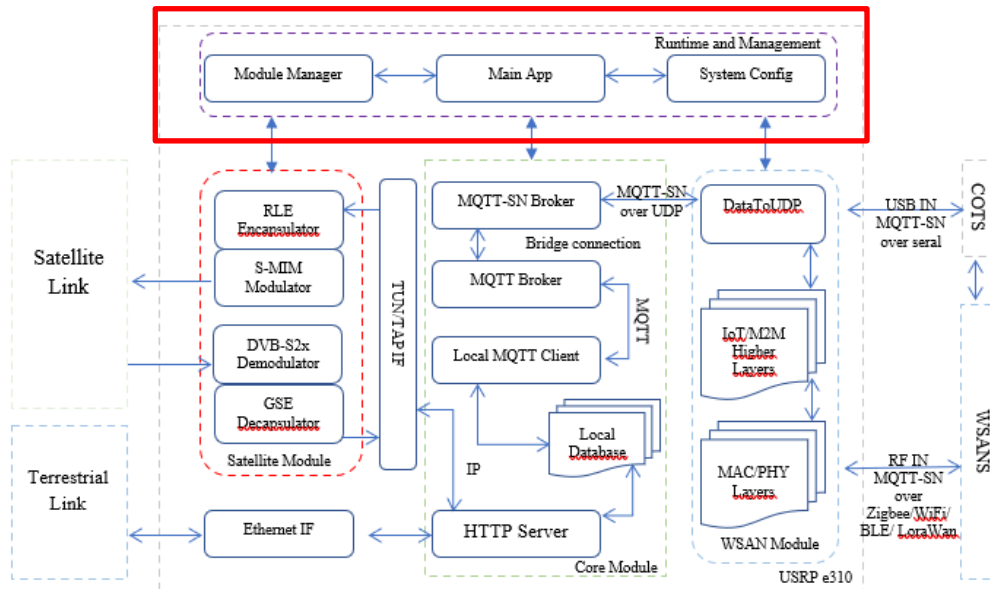 Runtime and Management
Module Manager
Main App
System Config
Satellite
Link
RLE
Encapsulator
S-MIM
Modulator
DVB-S2x
Demodulator
GSE
Decapsulator
Satellite Module
TUN/TAP IF
MQTT-SN Broker
Bridge connection
MQTT Broker
MQTT
Local MQTT Client
Local
Database
IP
HTTP Server
Core Module
MQTT-SN
over UDP
DataToUDP
IoT/M2M
Higher
Layers
MAC/PHY
Layers
WSAN Module
USRP e310
USB IN
MQTT-SN
over seral
COTS
RF IN
MQTT-SN
over
Zigbee/WiFi/
BLE/ LoraWan
WSANS
Terrestrial
Link
Ethernet IF